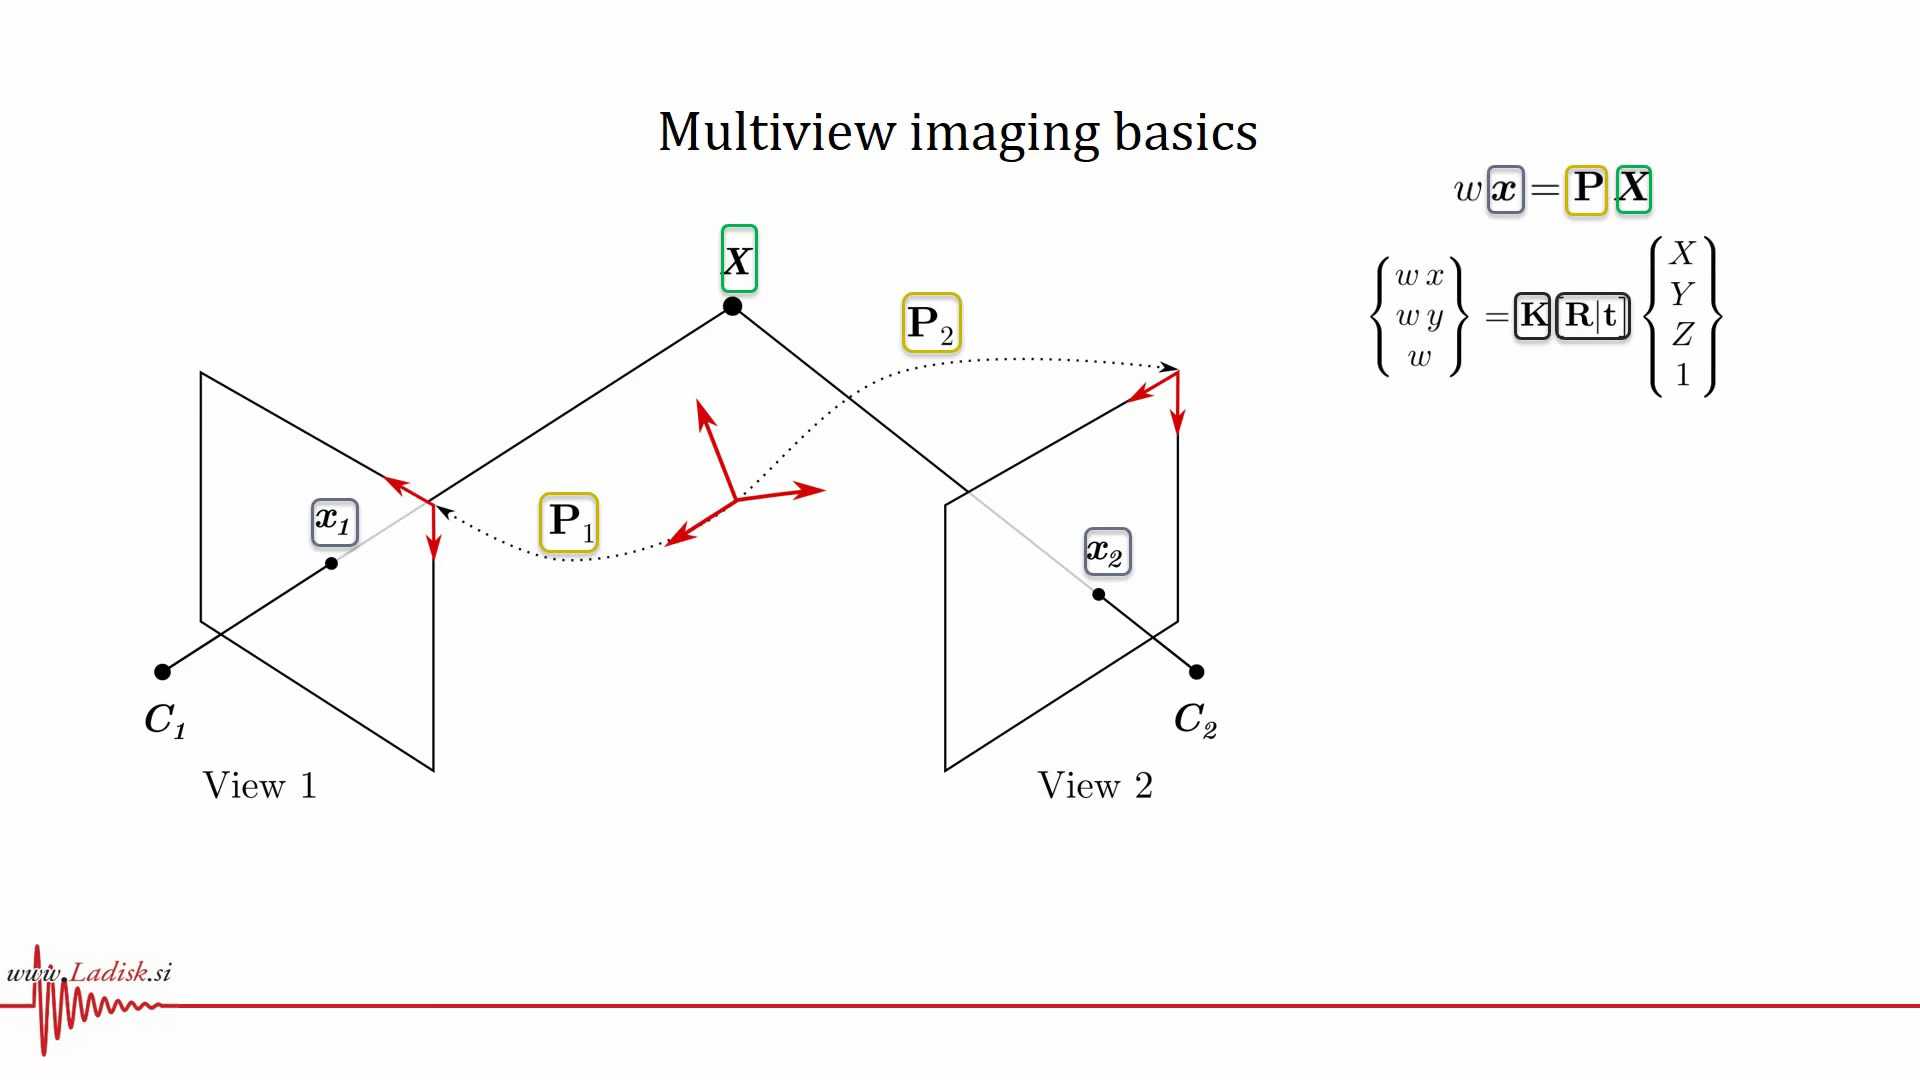 Multiview imaging basics
w x = P X
{ w x
w y
w } = K [R|t] { X
Y
Z
1 }
X
P₂
x₁
P₁
x₂
C₁
C₂
View 1
View 2
www.Ladisk.si